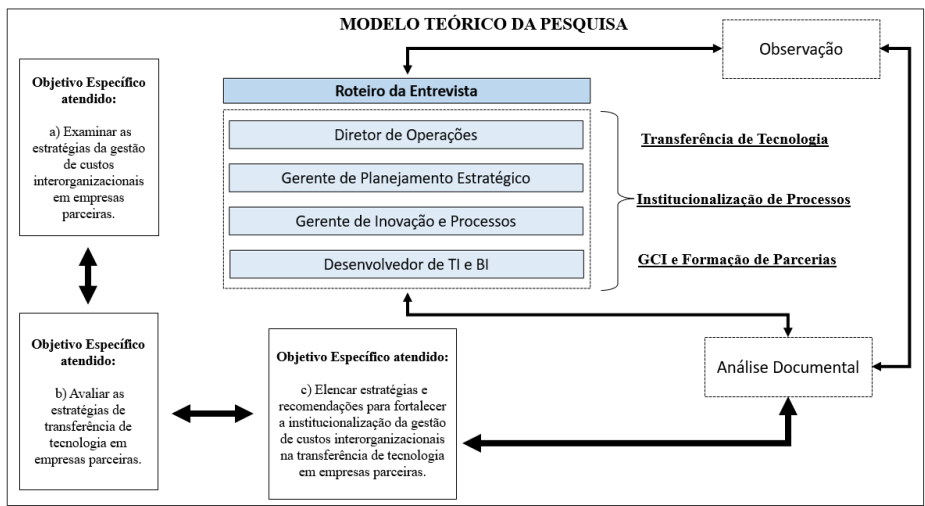 MODELO TEÓRICO DA PESQUISA
Observação
Objetivo Específico
atendido:
a) Examinar as
estratégias da gestão
de custos
interorganizacionais
em empresas
parceiras.
Roteiro da Entrevista
Diretor de Operações
Gerente de Planejamento Estratégico
Gerente de Inovação e Processos
Desenvolvedor de TI e BI
Transferência de Tecnologia
Institucionalização de Processos
GCI e Formação de Parcerias
Objetivo Específico
atendido:
b) Avaliar as
estratégias de
transferência de
tecnologia em
empresas parceiras.
Objetivo Específico atendido:
c) Elencar estratégias e
recomendações para fortalecer
a institucionalização da gestão
de custos interorganizacionais
na transferência de tecnologia
em empresas parceiras.
Análise Documental